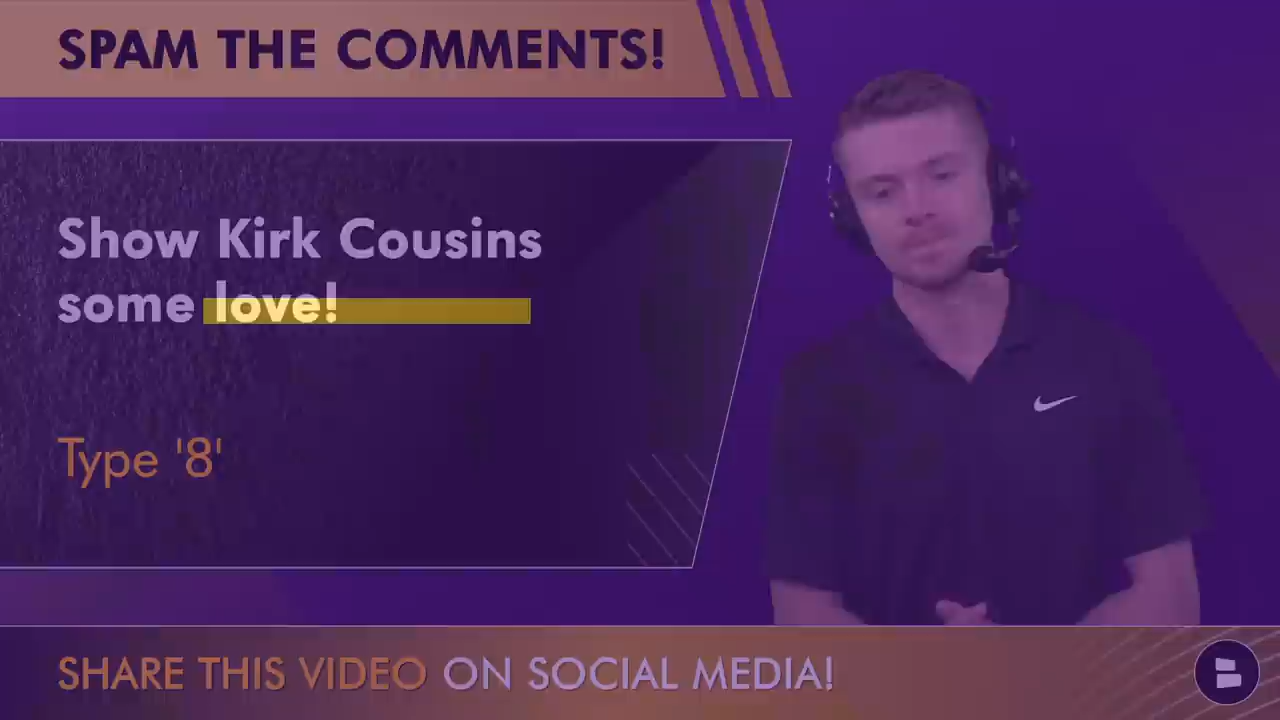 SPAM THE COMMENTS!
Show Kirk Cousins
some love!
Type '8'
SHARE THIS VIDEO ON SOCIAL MEDIA!